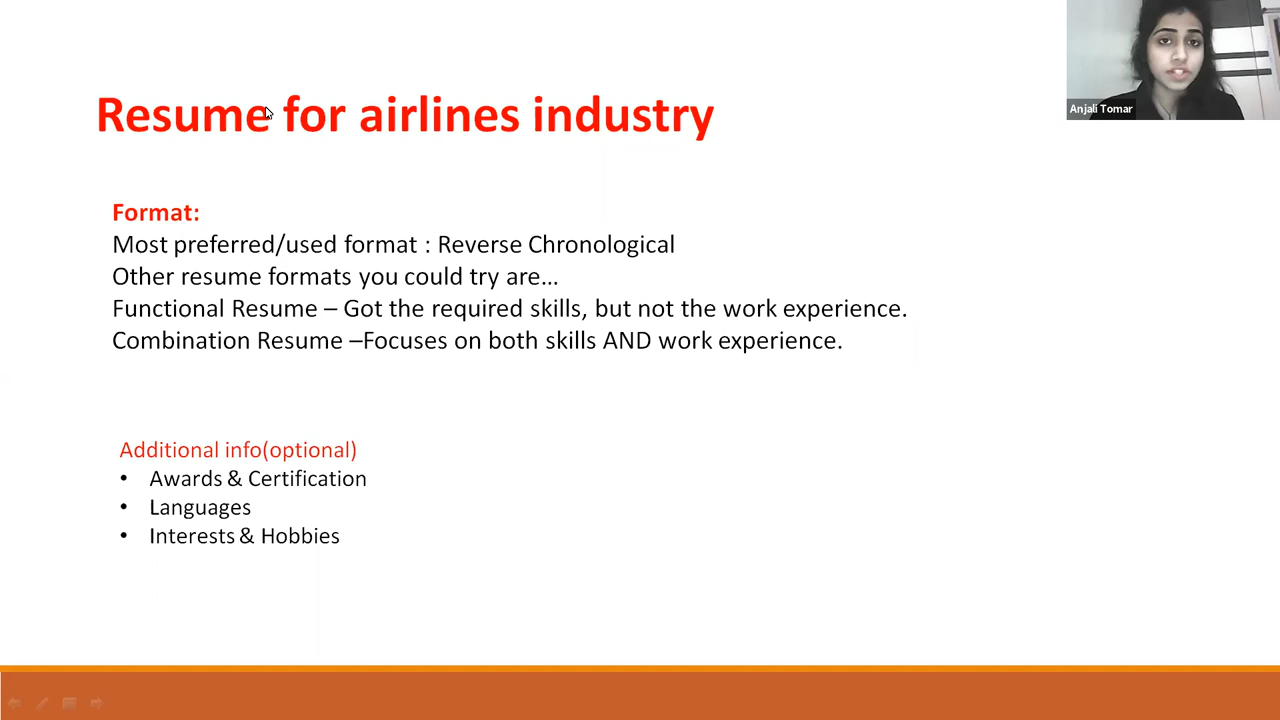 Resume for airlines industry
Anjali Tomar
Format:
Most preferred/used format : Reverse Chronological
Other resume formats you could try are...
Functional Resume – Got the required skills, but not the work experience.
Combination Resume –Focuses on both skills AND work experience.
Additional info(optional)
• Awards & Certification
• Languages
• Interests & Hobbies